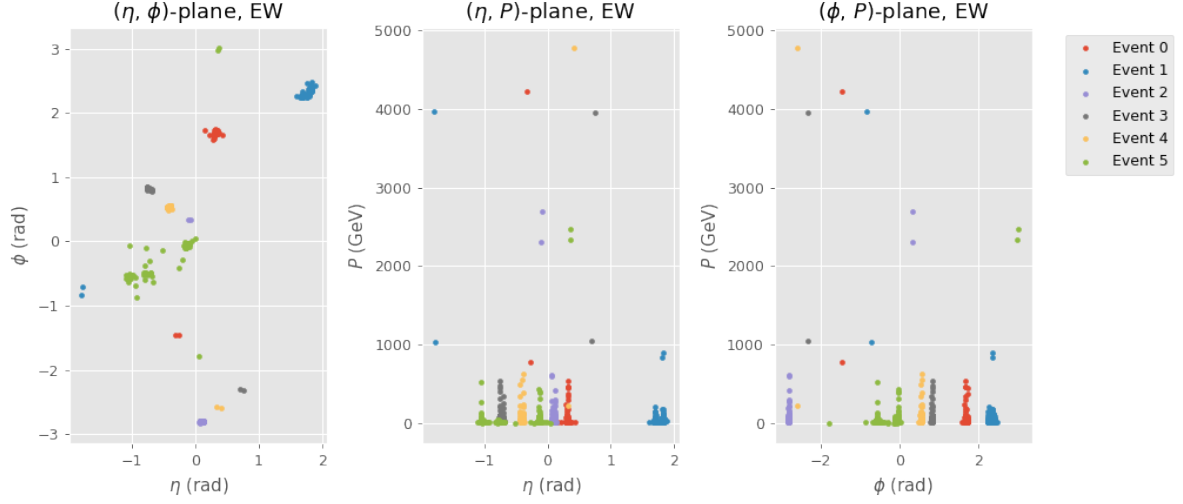 (η, ϕ)-plane, EW
3
2
1
0
−1
−2
−3
ϕ (rad)
−1
0
1
2
η (rad)
(η, P)-plane, EW
5000
4000
3000
2000
1000
0
P (GeV)
−1
0
1
2
η (rad)
(ϕ, P)-plane, EW
5000
4000
3000
2000
1000
0
P (GeV)
−2
0
2
ϕ (rad)
Event 0
Event 1
Event 2
Event 3
Event 4
Event 5